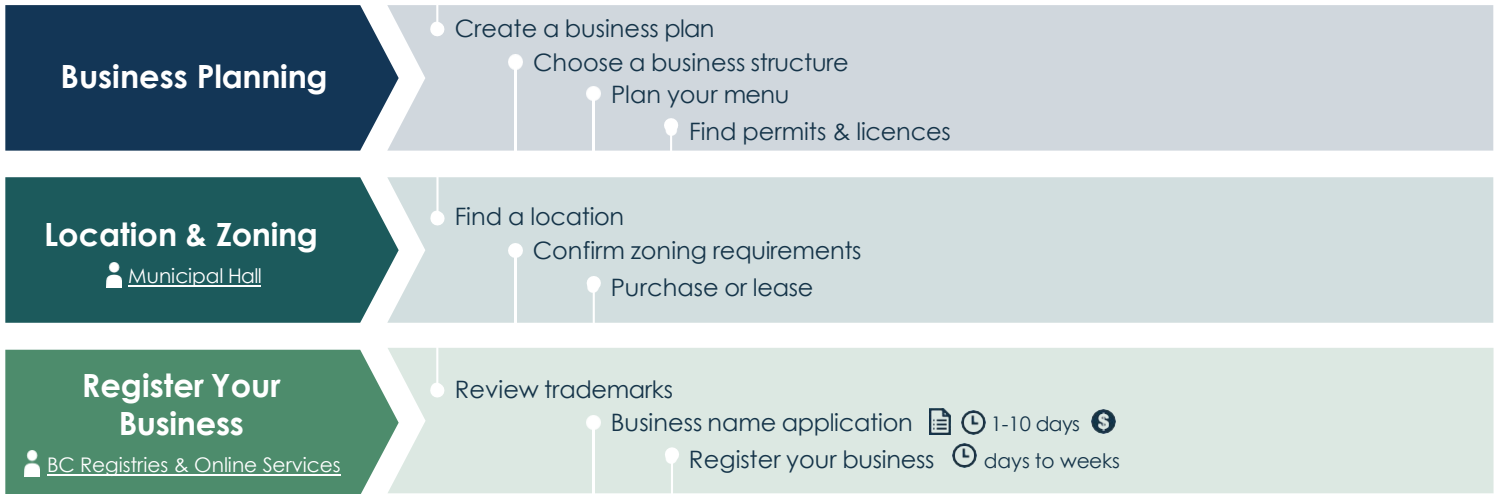 Business Planning
Create a business plan
Choose a business structure
Plan your menu
Find permits & licences
Location & Zoning
Municipal Hall
Find a location
Confirm zoning requirements
Purchase or lease
Register Your
Business
BC Registries & Online Services
Review trademarks
Business name application 1-10 days $
Register your business days to weeks